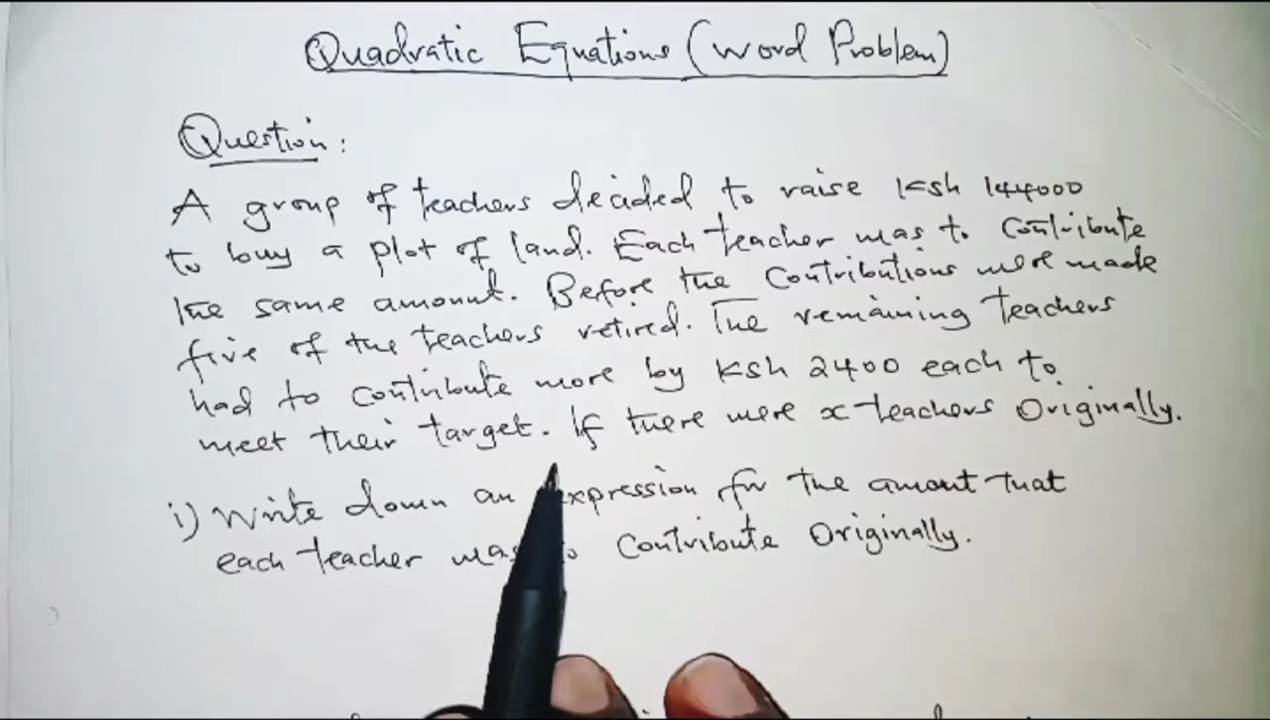 Quadratic Equations (Word Problem)
Question:
A group of teachers decided to raise Ksh 144000
to buy a plot of land. Each teacher was to contribute
the same amount. Before the contributions were made
five of the teachers retired. The remaining teachers
had to contribute more by Ksh 2400 each to
meet their target. If there were x teachers Originally.
i) Write down an expression for the amont that
each teacher was to contribute Originally.